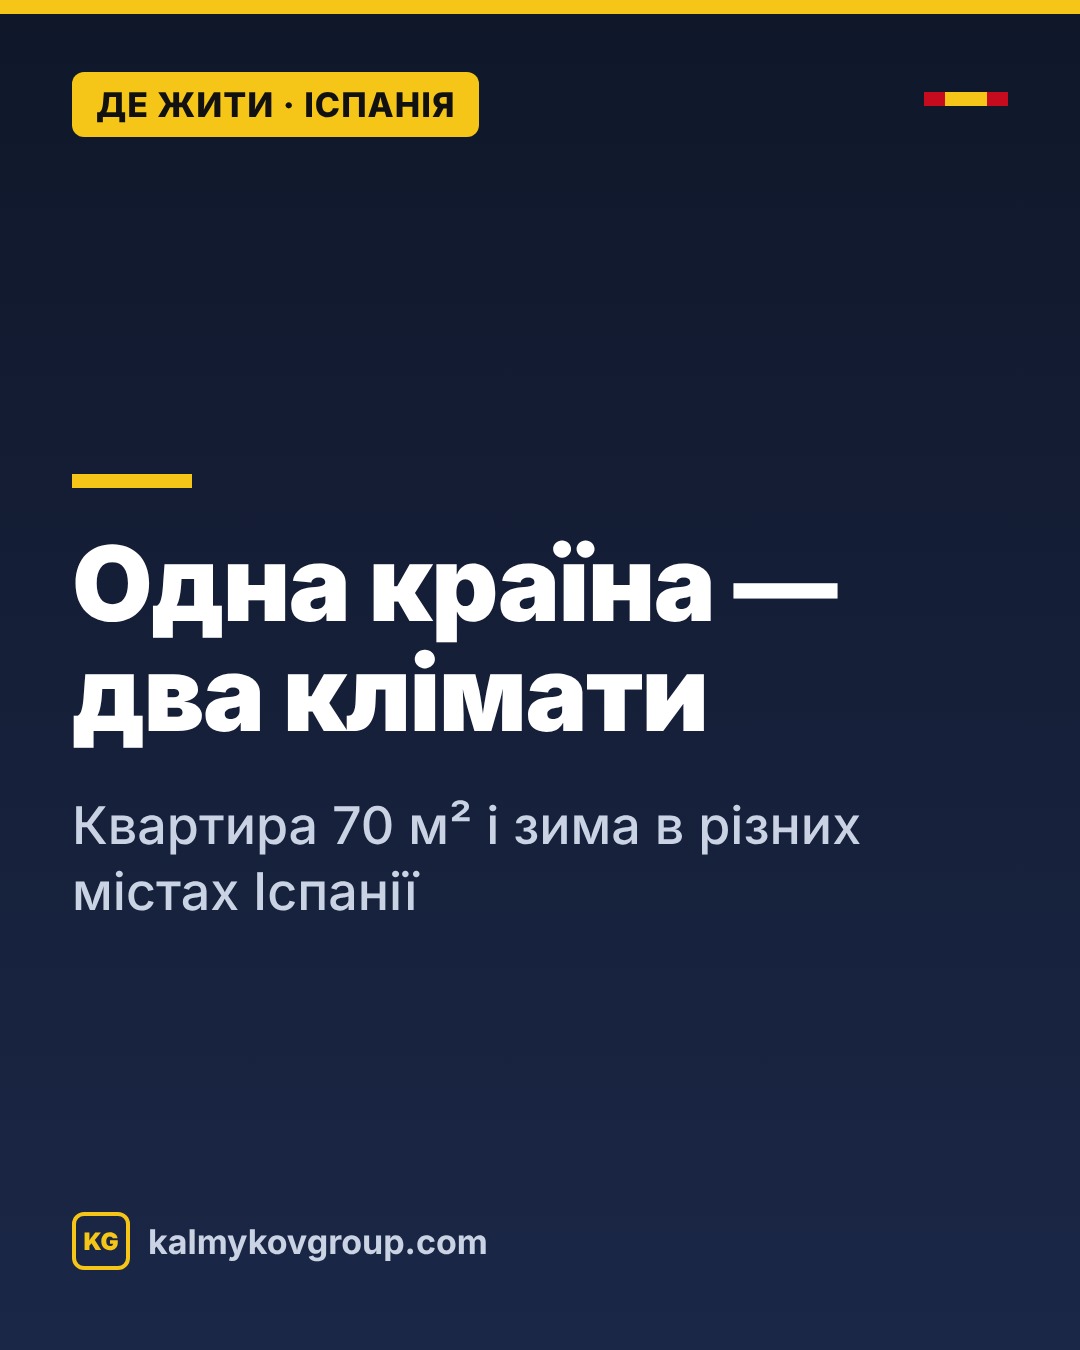 ДЕ ЖИТИ · ІСПАНІЯ
Одна країна —
два клімати
Квартира 70 м² і зима в різних
містах Іспанії
KG kalmykovgroup.com